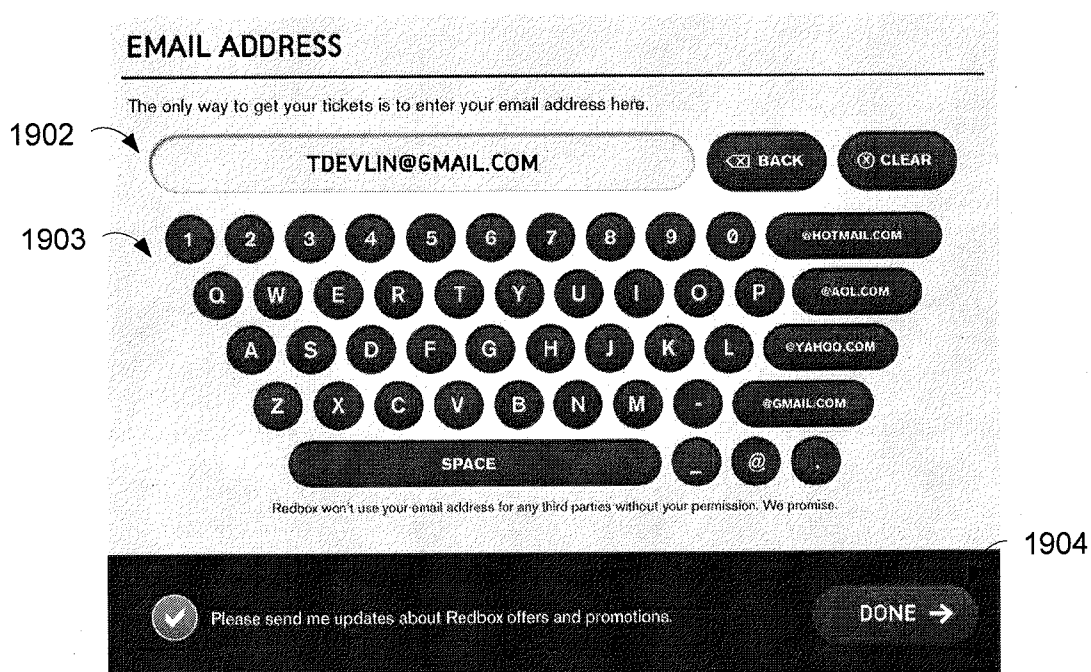 EMAIL ADDRESS
The only way to get your tickets is to enter your email address here.
1902
TDEVLIN@GMAIL.COM BACK CLEAR
1903
1 2 3 4 5 6 7 8 9 0 @HOTMAIL.COM
Q W E R T Y U I O P @AOL.COM
A S D F G H J K L @YAHOO.COM
Z X C V B N M - @GMAIL.COM
SPACE _ @ .
Redbox won't use your email address for any third parties without your permission. We promise.
1904
Please send me updates about Redbox offers and promotions. DONE